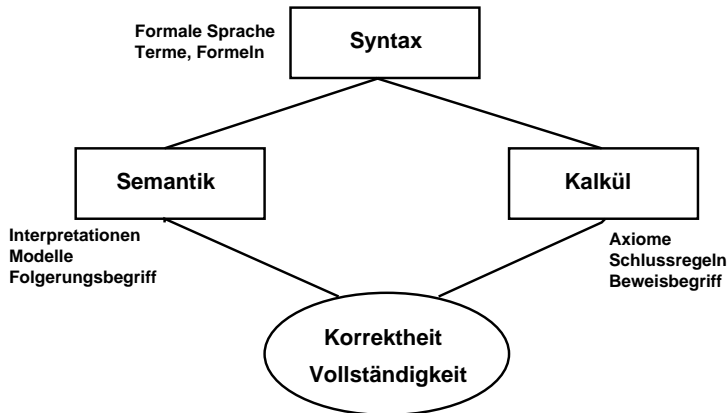 Formale Sprache
Terme, Formeln
Syntax
Semantik
Kalkül
Interpretationen
Modelle
Folgerungsbegriff
Axiome
Schlussregeln
Beweisbegriff
Korrektheit
Vollständigkeit